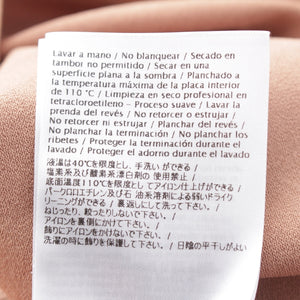 Lavar a mano / No blanquear / Secado en
tambor no permitido / Secar en una
superficie plana a la sombra / Planchado a
la temperatura máxima de la placa interior
de 110 °C / Limpieza en seco profesional en
tetracloroetileno - Proceso suave / Lavar la
prenda del revés / No retorcer o estrujar /
No retorcer ni estrujar / Planchar del revés /
No planchar la terminación / No planchar los
ribetes / Proteger la terminación durante el
lavado / Proteger el adorno durante el lavado
液温は40℃を限度とし、手洗い ができる /
塩素系及び酸素系漂白剤の 使用禁止 /
底面温度110℃を限度として アイロン仕上げができる /
パークロロエチレン及び石 油系溶剤による弱いドライク
リーニングができる / 裏返しにして洗って下さい。 /
ねじったり、絞ったりしないで下さい。 /
アイロンは裏からかけて下さい。 /
飾りにアイロンをかけないで下さい。 /
洗濯の時に飾りを保護して下さい。 / 日陰の平干しがよい